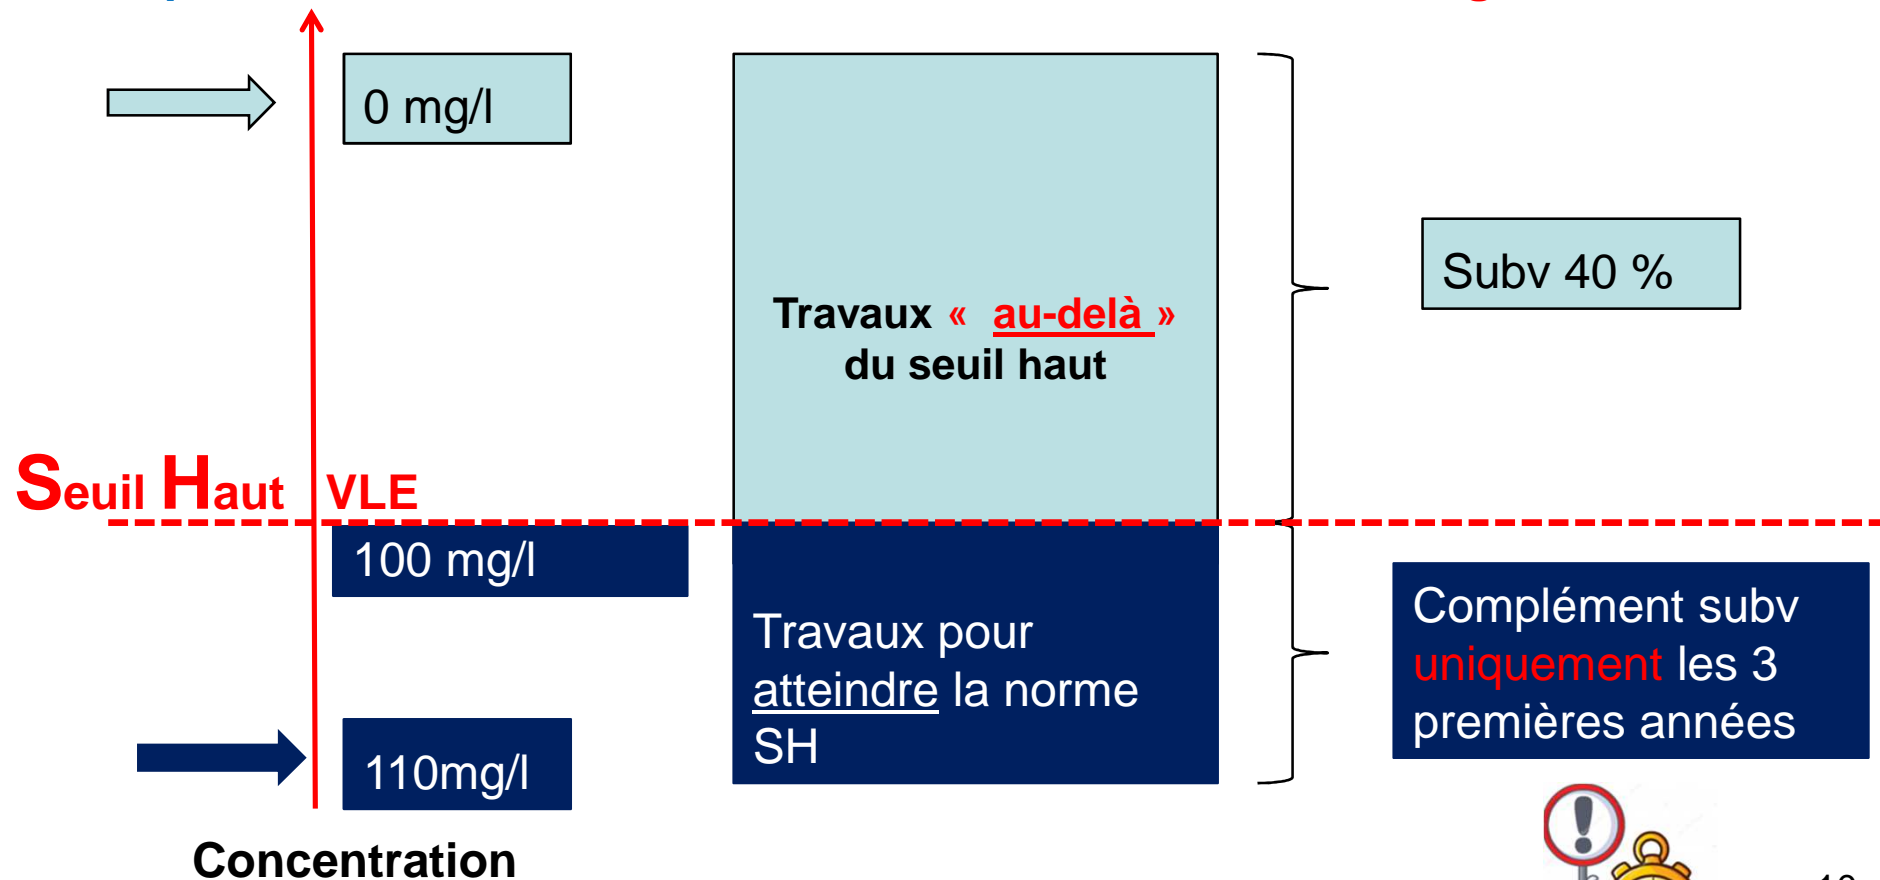 0 mg/l
Subv 40 %
Travaux « au-delà »
du seuil haut
Seuil Haut VLE
100 mg/l
Travaux pour
atteindre la norme
SH
Complément subv
uniquement les 3
premières années
110mg/l
Concentration